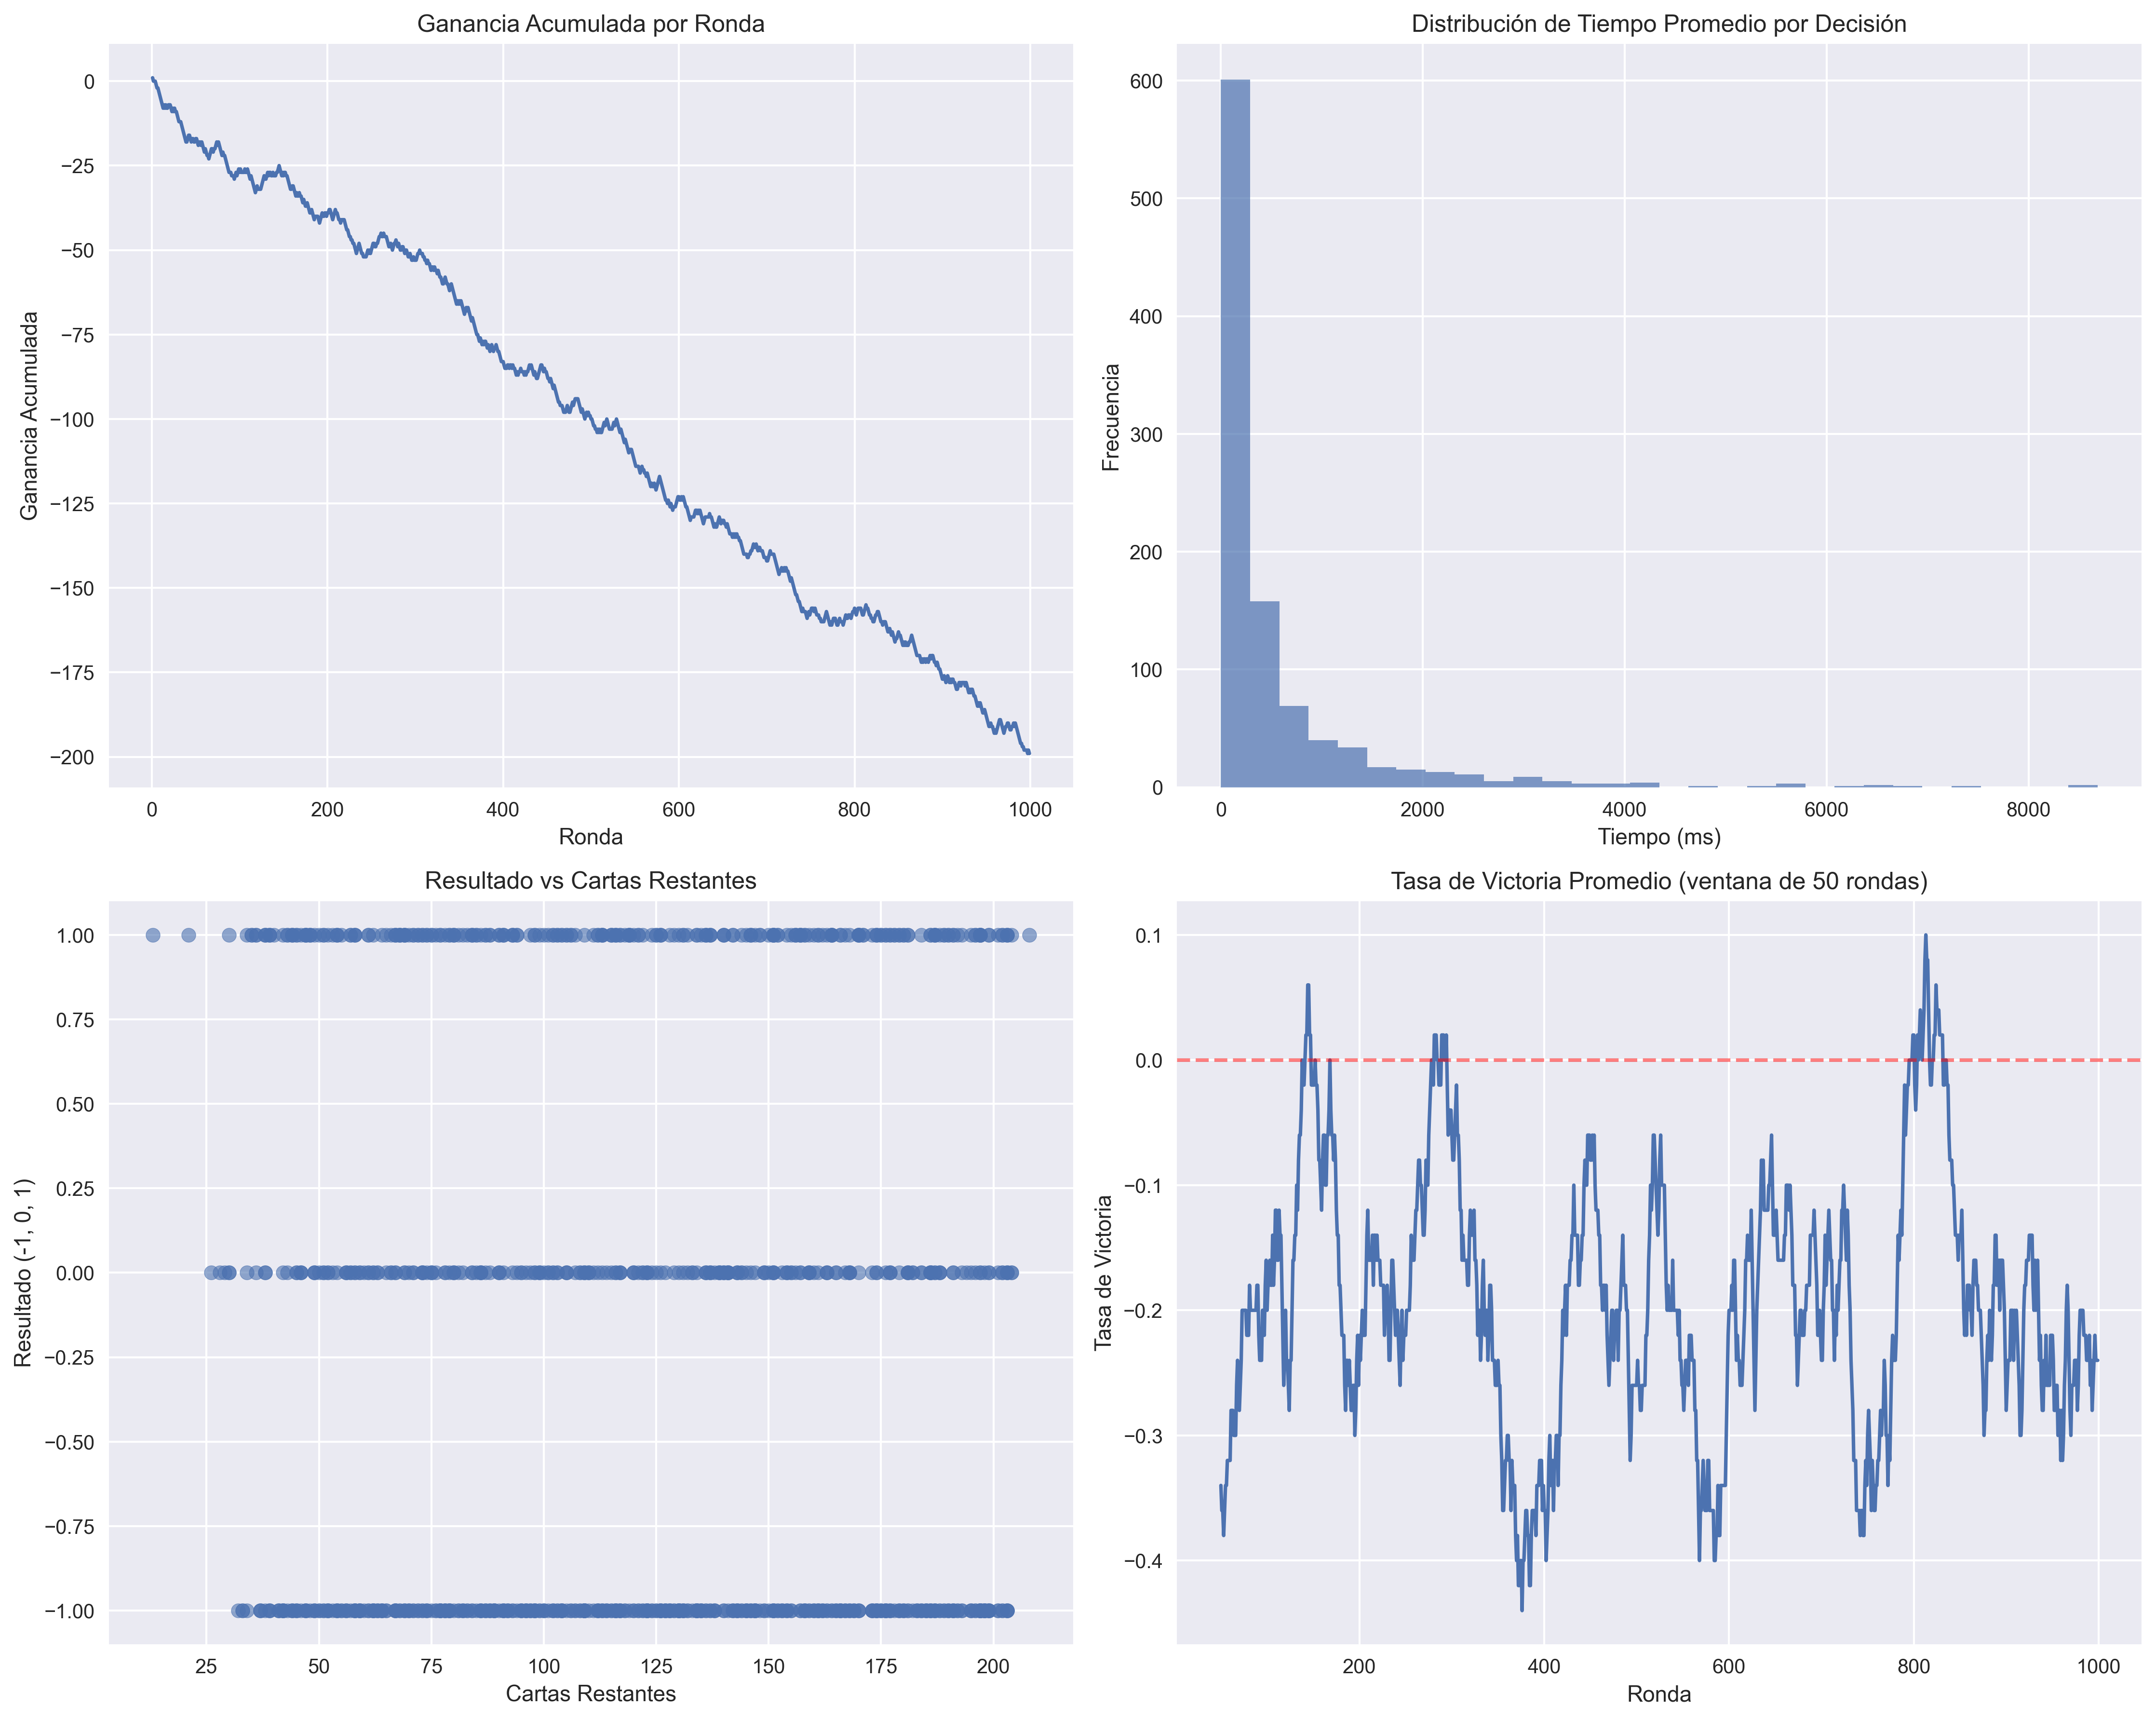 Ganancia Acumulada por Ronda
Ganancia Acumulada
0
−25
−50
−75
−100
−125
−150
−175
−200
0 200 400 600 800 1000
Ronda
Distribución de Tiempo Promedio por Decisión
Frecuencia
600
500
400
300
200
100
0
0 2000 4000 6000 8000
Tiempo (ms)
Resultado vs Cartas Restantes
Resultado (-1, 0, 1)
1.00
0.75
0.50
0.25
0.00
−0.25
−0.50
−0.75
−1.00
25 50 75 100 125 150 175 200
Cartas Restantes
Tasa de Victoria Promedio (ventana de 50 rondas)
Tasa de Victoria
0.1
0.0
−0.1
−0.2
−0.3
−0.4
200 400 600 800 1000
Ronda